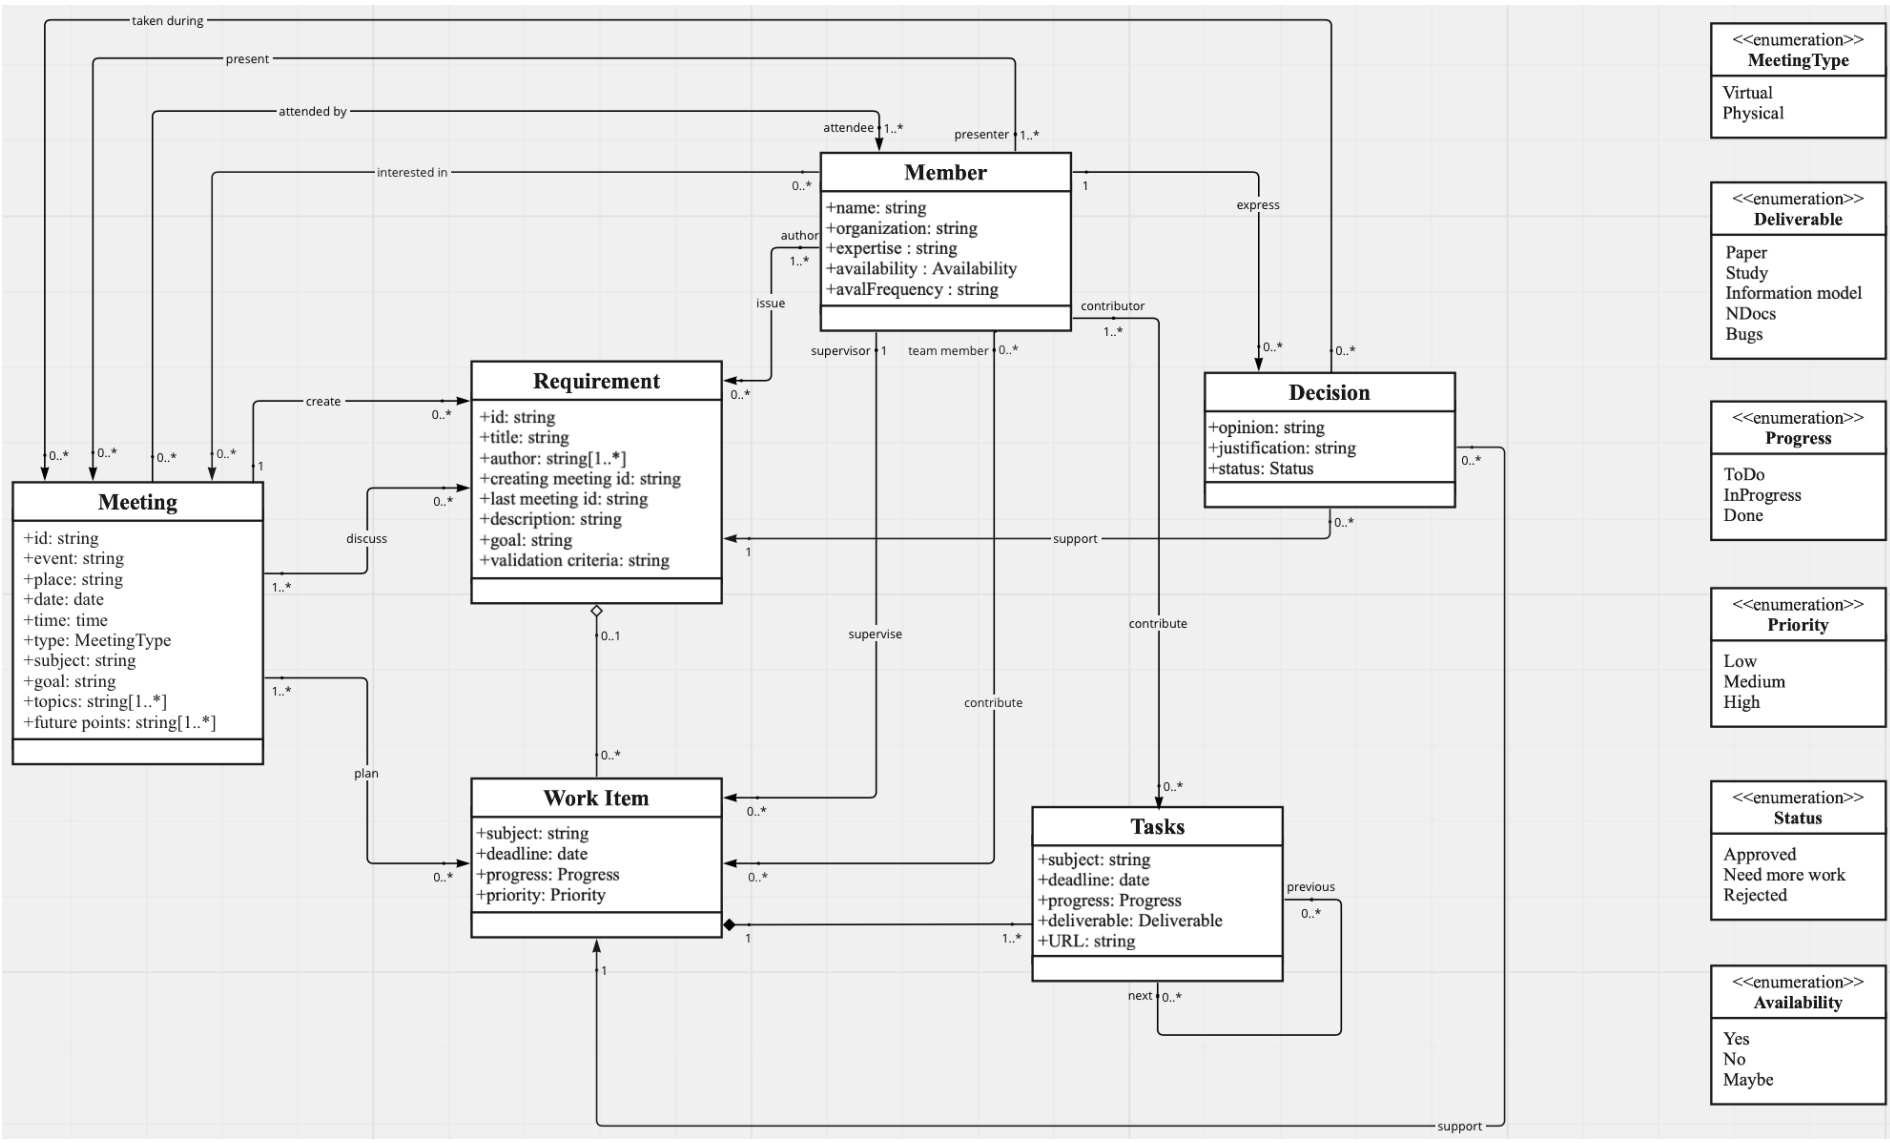 taken during
present
attended by
attendee 1..*
presenter 1..*
interested in
0..*
Member
+name: string
+organization: string
+expertise : string
+availability : Availability
+avalFrequency : string
1
express
0..*
0..*
author
1..*
issue
0..*
contributor
1..*
supervisor 1
team member 0..*
Requirement
+id: string
+title: string
+author: string[1..*]
+creating meeting id: string
+last meeting id: string
+description: string
+goal: string
+validation criteria: string
create
0..*
0..*
0..*
0..*
0..*
1
Meeting
+id: string
+event: string
+place: string
+date: date
+time: time
+type: MeetingType
+subject: string
+goal: string
+topics: string[1..*]
+future points: string[1..*]
0..*
discuss
1..*
1..*
plan
0..*
Decision
+opinion: string
+justification: string
+status: Status
0..*
0..*
support
1
0..1
0..*
supervise
contribute
contribute
0..*
0..*
0..*
Work Item
+subject: string
+deadline: date
+progress: Progress
+priority: Priority
1
1..*
1
Tasks
+subject: string
+deadline: date
+progress: Progress
+deliverable: Deliverable
+URL: string
previous
0..*
next 0..*
support
<<enumeration>>
MeetingType
Virtual
Physical
<<enumeration>>
Deliverable
Paper
Study
Information model
NDocs
Bugs
<<enumeration>>
Progress
ToDo
InProgress
Done
<<enumeration>>
Priority
Low
Medium
High
<<enumeration>>
Status
Approved
Need more work
Rejected
<<enumeration>>
Availability
Yes
No
Maybe